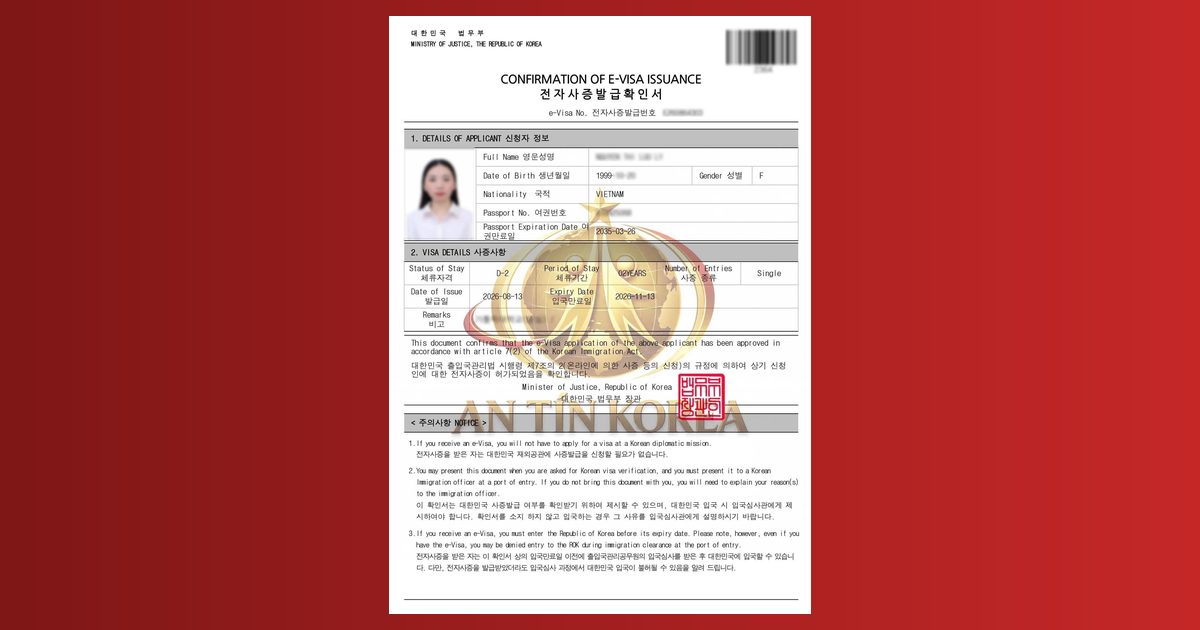 대한민국 법무부
MINISTRY OF JUSTICE, THE REPUBLIC OF KOREA
CONFIRMATION OF E-VISA ISSUANCE
전자사증발급확인서
e-Visa No. 전자사증발급번호
1. DETAILS OF APPLICANT 신청자 정보
Full Name 영문성명
Date of Birth 생년월일 1999- Gender 성별 F
Nationality 국적 VIETNAM
Passport No. 여권번호
Passport Expiration Date 여
권만료일 2035-03-26
2. VISA DETAILS 사증사항
Status of Stay 체류자격 D-2 Period of Stay 체류기간 02YEARS Number of Entries 사증 종류 Single
Date of Issue 발급일 2026-08-13 Expiry Date 입국만료일 2026-11-13
Remarks 비고
This document confirms that the e-Visa application of the above applicant has been approved in
accordance with article 7(2) of the Korean Immigration Act.
대한민국 출입국관리법 시행령 제7조의 2(온라인에 의한 사증 등의 신청)의 규정에 의하여 상기 신청
인에 대한 전자사증이 허가되었음을 확인합니다.
Minister of Justice, Republic of Korea
대한민국 법무부 장관
법무부장관인
AN TÍN KOREA
< 주의사항 NOTICE >
1. If you receive an e-Visa, you will not have to apply for a visa at a Korean diplomatic mission.
전자사증을 받은 자는 대한민국 재외공관에 사증발급을 신청할 필요가 없습니다.
2. You may present this document when you are asked for Korean visa verification, and you must present it to a Korean
Immigration officer at a port of entry. If you do not bring this document with you, you will need to explain your reason(s)
to the immigration officer.
이 확인서는 대한민국 사증발급 여부를 확인받기 위하여 제시할 수 있으며, 대한민국 입국 시 입국심사관에게 제
시하여야 합니다. 확인서를 소지 하지 않고 입국하는 경우 그 사유를 입국심사관에게 설명하시기 바랍니다.
3. If you receive an e-Visa, you must enter the Republic of Korea before its expiry date. Please note, however, even if you
have the e-Visa, you may be denied entry to the ROK during immigration clearance at the port of entry.
전자사증을 받은 자는 이 확인서 상의 입국만료일 이전에 출입국관리공무원의 입국심사를 받은 후 대한민국에 입국할 수 있습니
다. 다만, 전자사증을 발급받았더라도 입국심사 과정에서 대한민국 입국이 불허될 수 있음을 알려 드립니다.